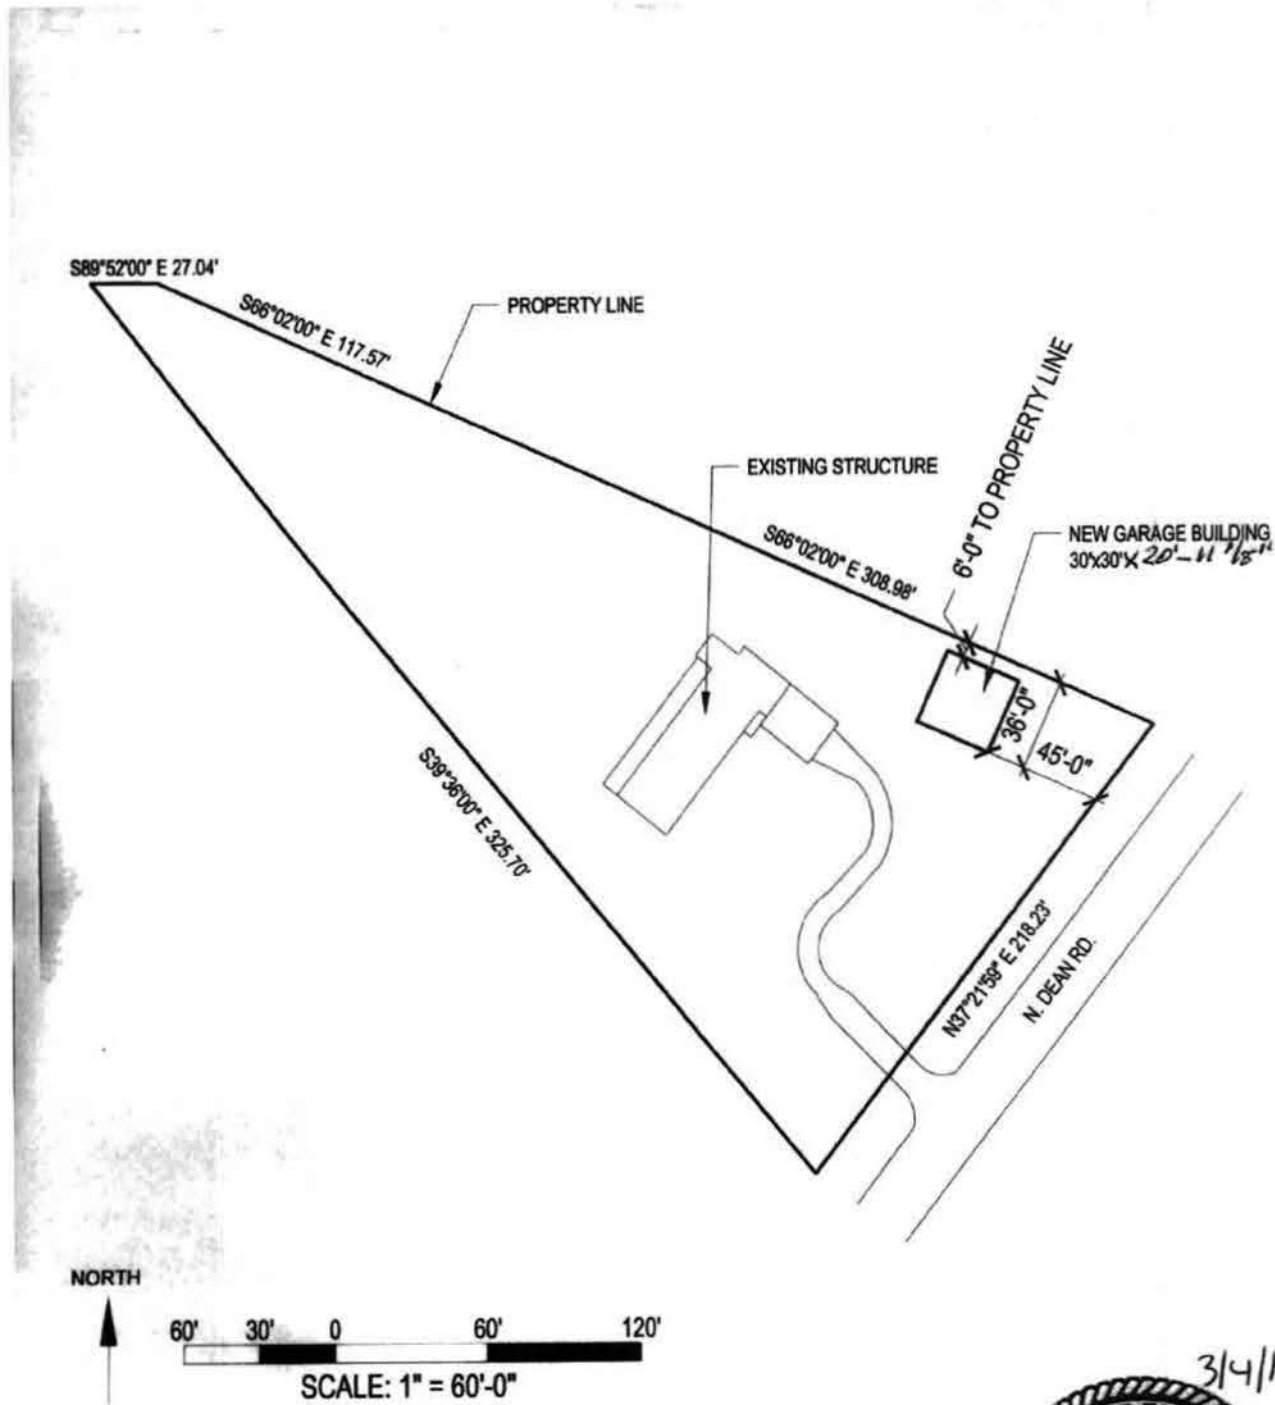 S89°52'00" E 27.04'
S66°02'00" E 117.57'
PROPERTY LINE
6'-0" TO PROPERTY LINE
EXISTING STRUCTURE
S66°02'00" E 308.98'
NEW GARAGE BUILDING
30'x30'x 20'-11 7/8"
36'-0"
45'-0"
S39°36'00" E 325.70'
N37°21'59" E 218.23'
N. DEAN RD.
NORTH
60' 30' 0 60' 120'
SCALE: 1" = 60'-0"
3/4/1